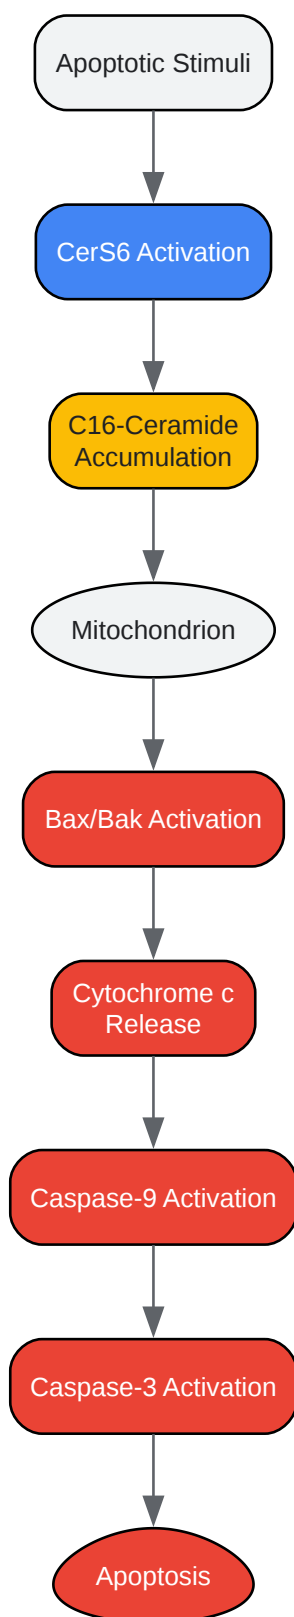 Apoptotic Stimuli
CerS6 Activation
C16-Ceramide
Accumulation
Mitochondrion
Bax/Bak Activation
Cytochrome c
Release
Caspase-9 Activation
Caspase-3 Activation
Apoptosis